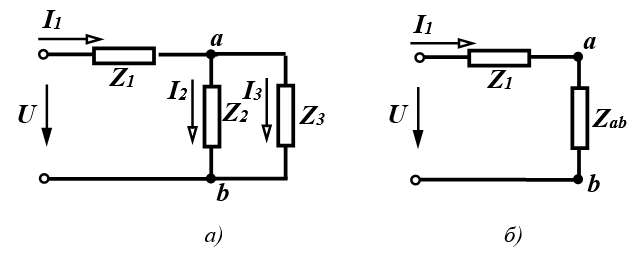 I1 I1
a a
Z1 Z1
I2 I3
U Z2 Z3 U Zab
b b
а) б)